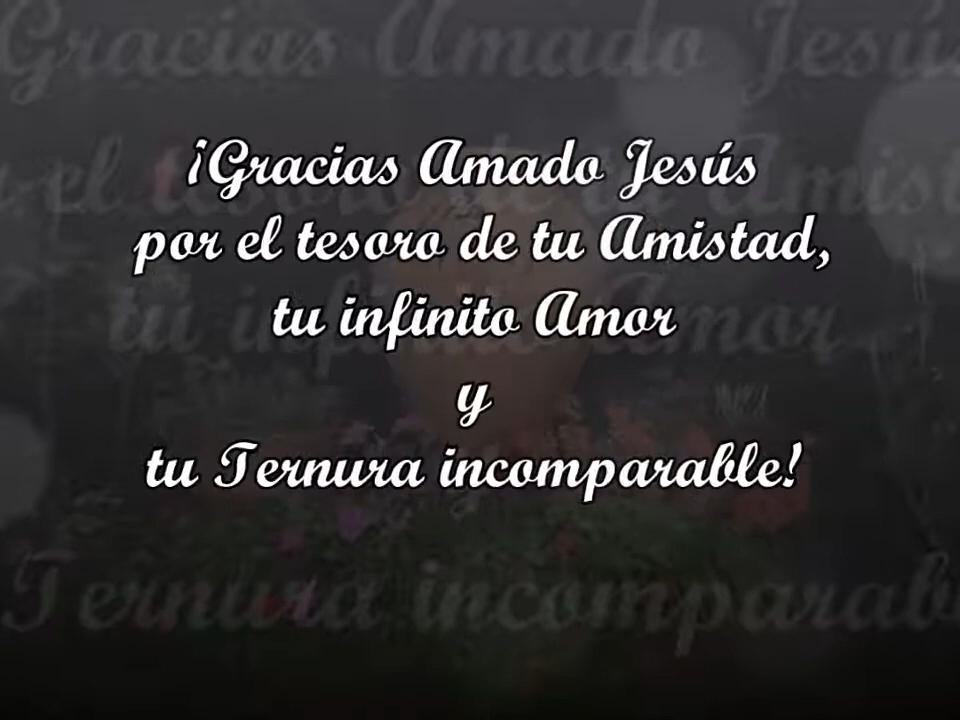 ¡Gracias Amado Jesús
por el tesoro de tu Amistad,
tu infinito Amor
y
tu Ternura incomparable!